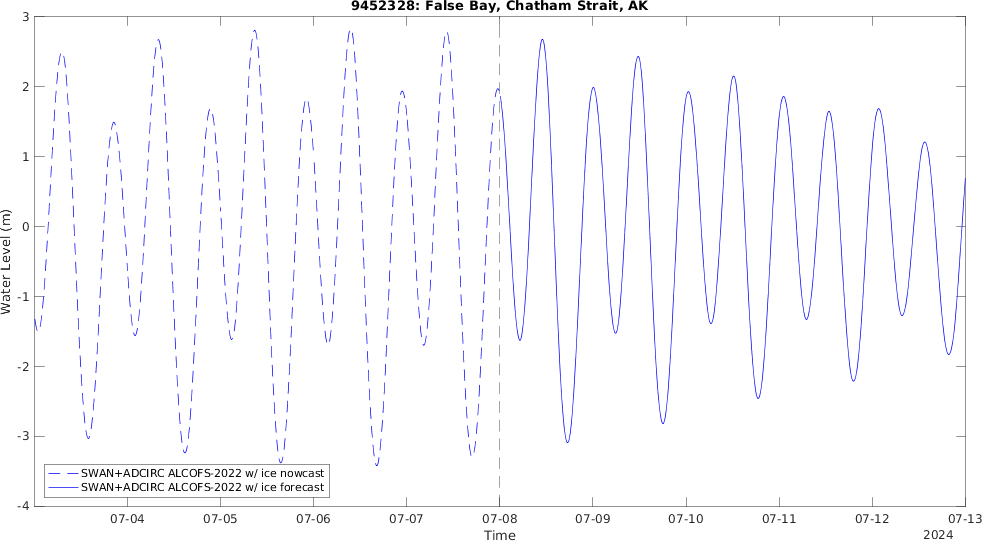 9452328: False Bay, Chatham Strait, AK
3
2
1
0
-1
-2
-3
-4
Water Level (m)
SWAN+ADCIRC ALCOFS-2022 w/ ice nowcast
SWAN+ADCIRC ALCOFS-2022 w/ ice forecast
07-04 07-05 07-06 07-07 07-08 07-09 07-10 07-11 07-12 07-13
Time
2024